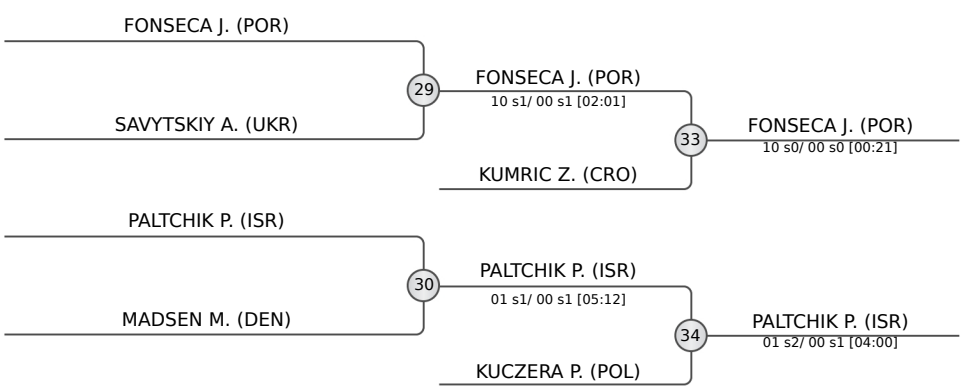 FONSECA J. (POR)
29
SAVYTSKIY A. (UKR)
FONSECA J. (POR)
10 s1/ 00 s1 [02:01]
33
KUMRIC Z. (CRO)
FONSECA J. (POR)
10 s0/ 00 s0 [00:21]
PALTCHIK P. (ISR)
30
MADSEN M. (DEN)
PALTCHIK P. (ISR)
01 s1/ 00 s1 [05:12]
34
KUCZERA P. (POL)
PALTCHIK P. (ISR)
01 s2/ 00 s1 [04:00]